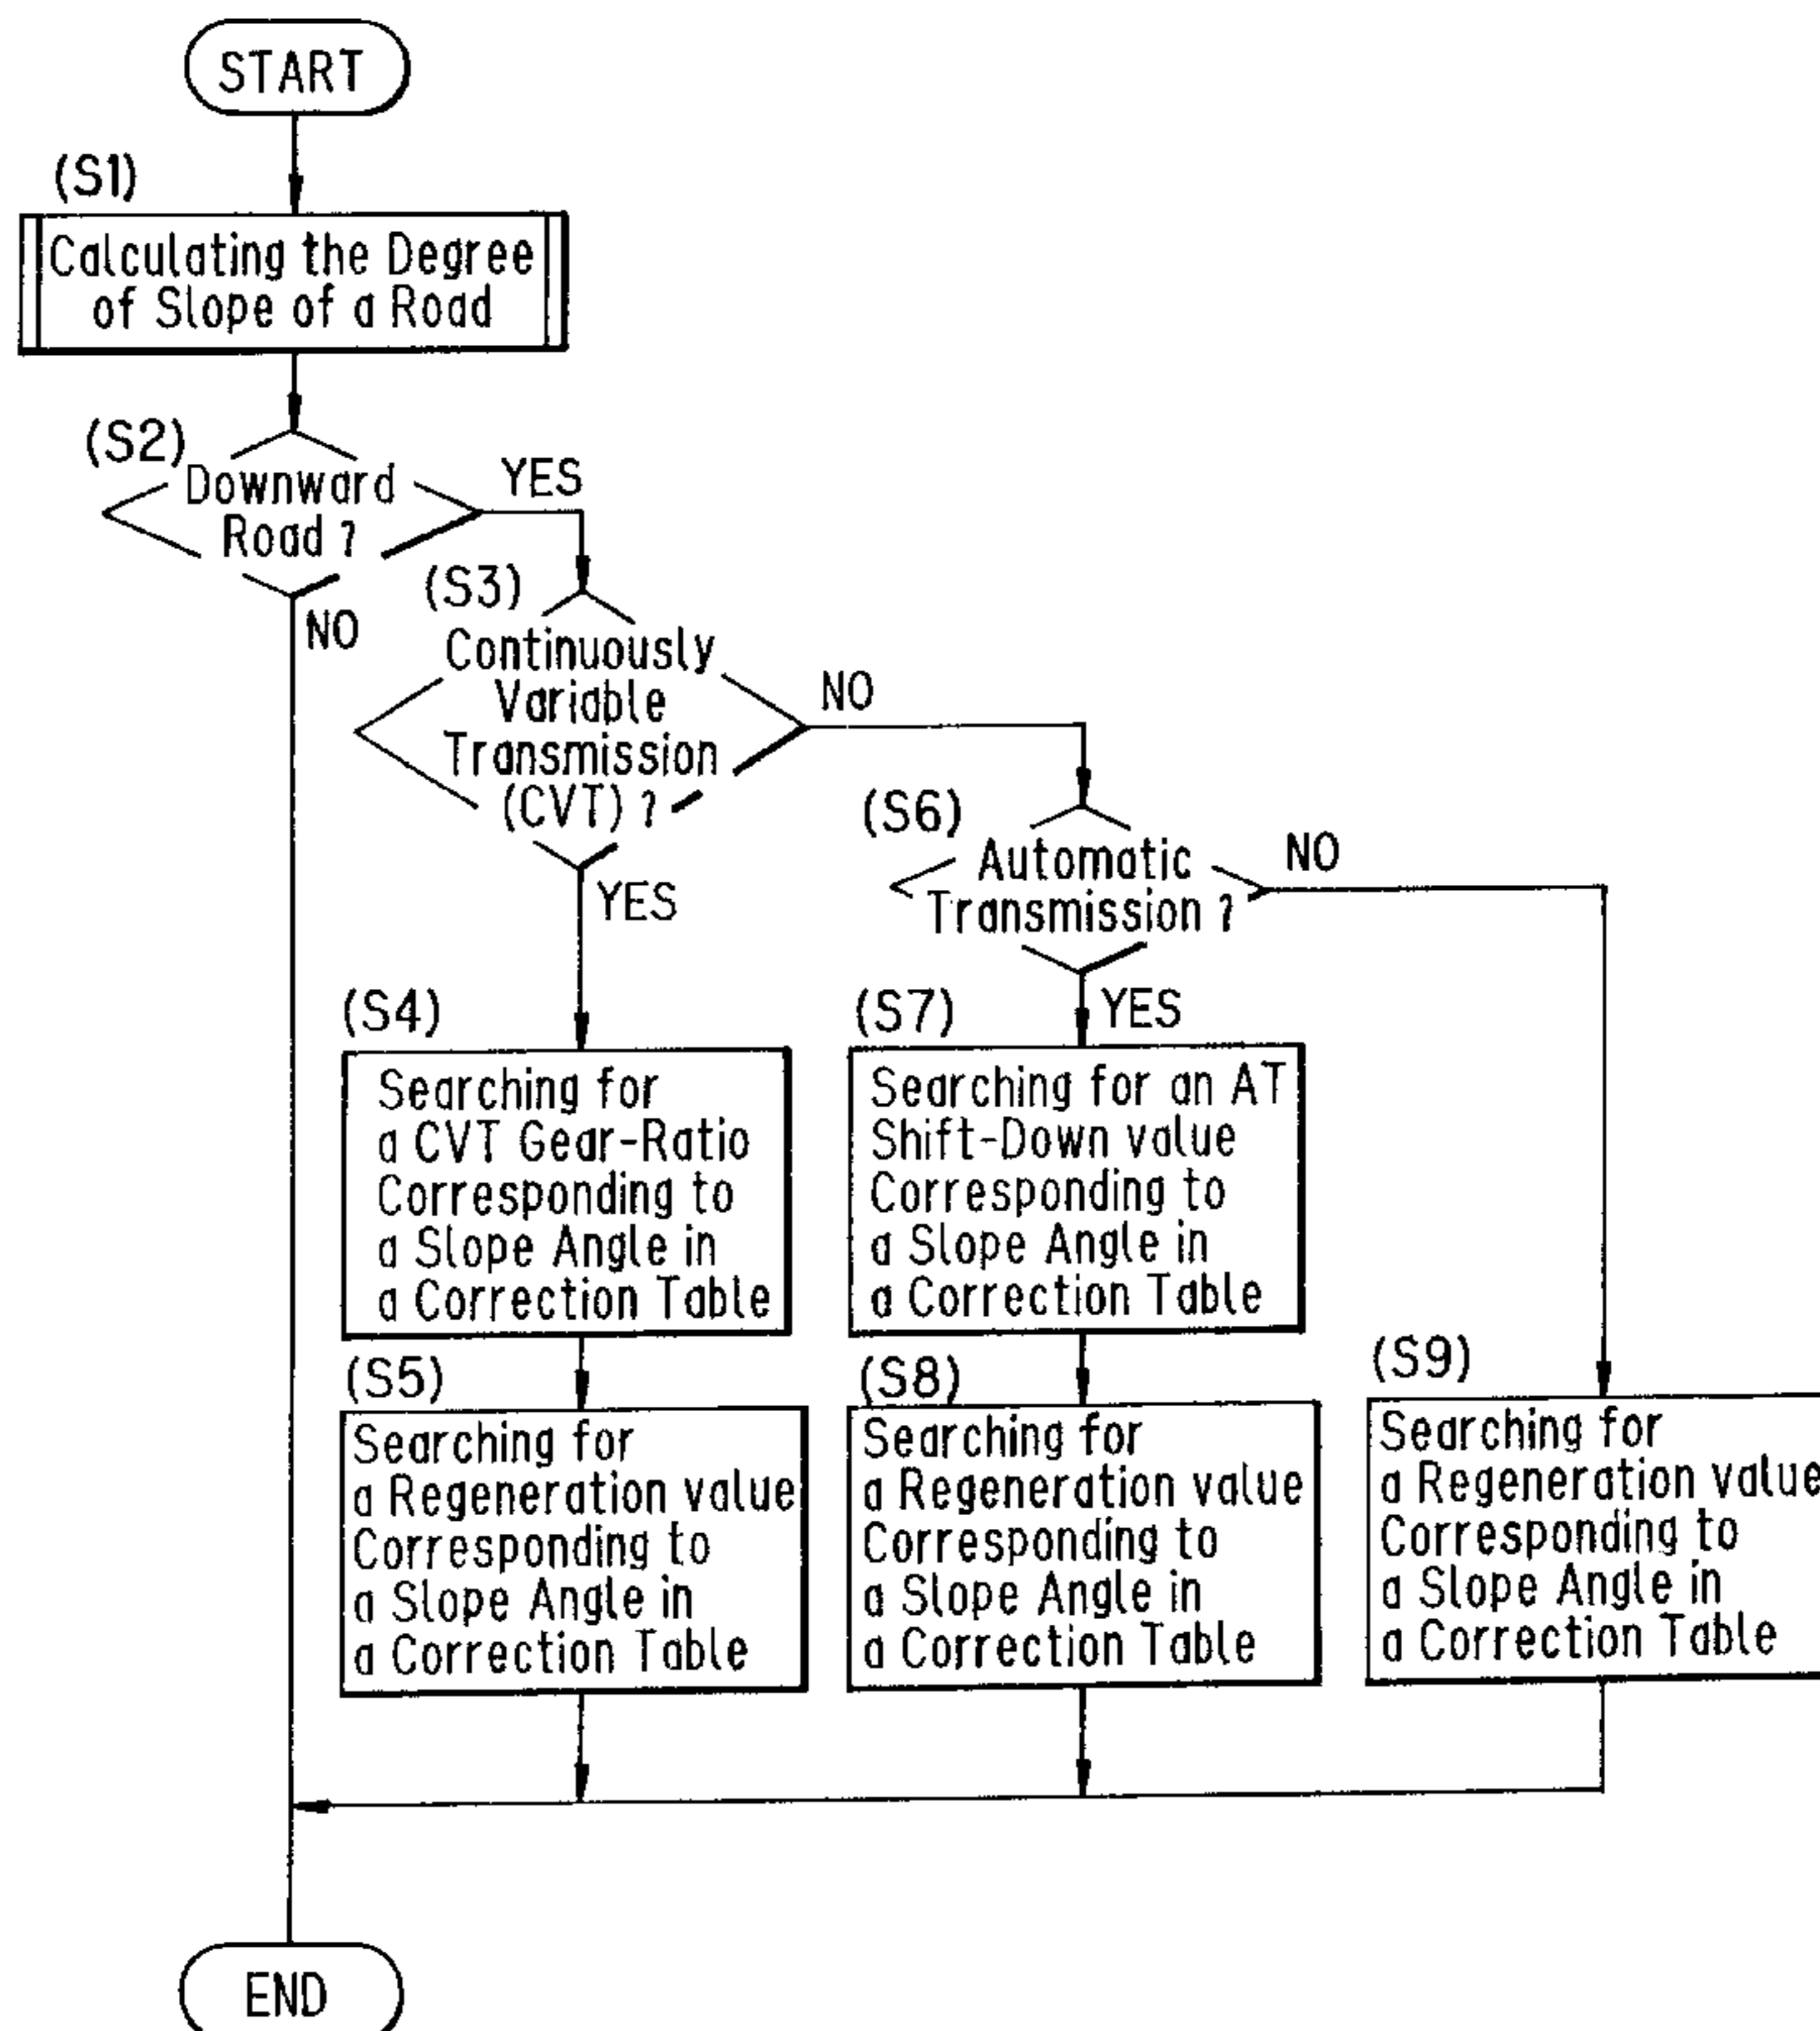 START
(S1)
Calculating the Degree
of Slope of a Road
(S2)
Downward
Road ?
YES
NO
(S3)
Continuously
Variable
Transmission
(CVT) ?
NO
YES
(S6)
Automatic
Transmission ?
NO
YES
(S4)
Searching for
a CVT Gear-Ratio
Corresponding to
a Slope Angle in
a Correction Table
(S7)
Searching for an AT
Shift-Down value
Corresponding to
a Slope Angle in
a Correction Table
(S5)
Searching for
a Regeneration value
Corresponding to
a Slope Angle in
a Correction Table
(S8)
Searching for
a Regeneration value
Corresponding to
a Slope Angle in
a Correction Table
(S9)
Searching for
a Regeneration value
Corresponding to
a Slope Angle in
a Correction Table
END